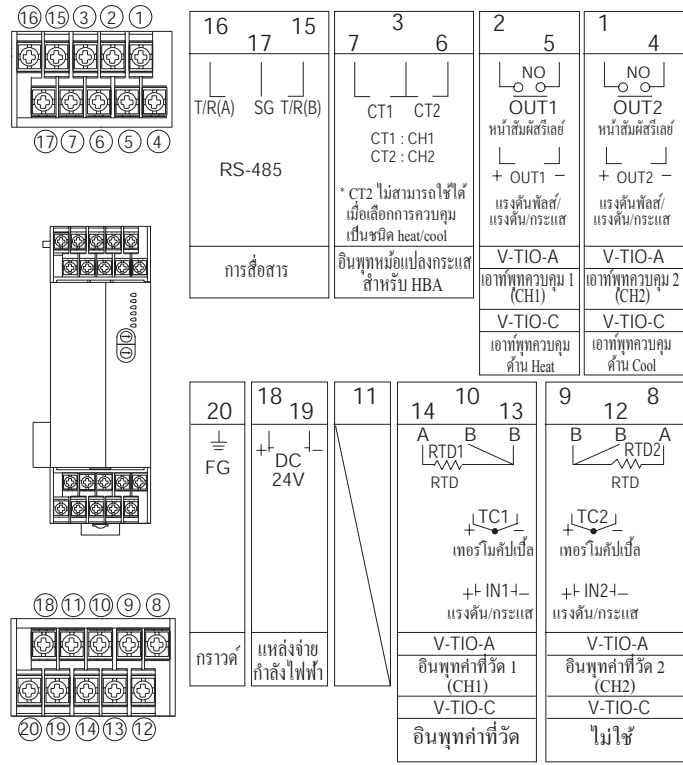 16 15 3 2 1
17 7 6 5 4
16 15
17
T/R(A) SG T/R(B)
RS-485
การสื่อสาร
3
7 6
CT1 CT2
CT1 : CH1
CT2 : CH2
* CT2 ไม่สามารถใช้ได้
เมื่อเลือกการควบคุม
เป็นชนิด heat/cool
อินพุทหม้อแปลงกระแส
สำหรับ HBA
2
5
NO
OUT1
หน้าสัมผัสรีเลย์
+ OUT1 −
แรงดันพัลส์/
แรงดัน/กระแส
V-TIO-A
เอาท์พุทควบคุม 1
(CH1)
V-TIO-C
เอาท์พุทควบคุม
ด้าน Heat
1
4
NO
OUT2
หน้าสัมผัสรีเลย์
+ OUT2 −
แรงดันพัลส์/
แรงดัน/กระแส
V-TIO-A
เอาท์พุทควบคุม 2
(CH2)
V-TIO-C
เอาท์พุทควบคุม
ด้าน Cool
18 11 10 9 8
20 19 14 13 12
20
FG
กราวด์
18
19
+ −
DC
24V
แหล่งจ่าย
กำลังไฟฟ้า
11
10
14 13
A B B
RTD1
RTD
TC1
+ −
เทอร์โมคัปเปิ้ล
+ IN1 −
แรงดัน/กระแส
V-TIO-A
อินพุทค่าที่วัด 1
(CH1)
V-TIO-C
อินพุทค่าที่วัด
9 8
12
B B A
RTD2
RTD
TC2
+ −
เทอร์โมคัปเปิ้ล
+ IN2 −
แรงดัน/กระแส
V-TIO-A
อินพุทค่าที่วัด 2
(CH2)
V-TIO-C
ไม่ใช้